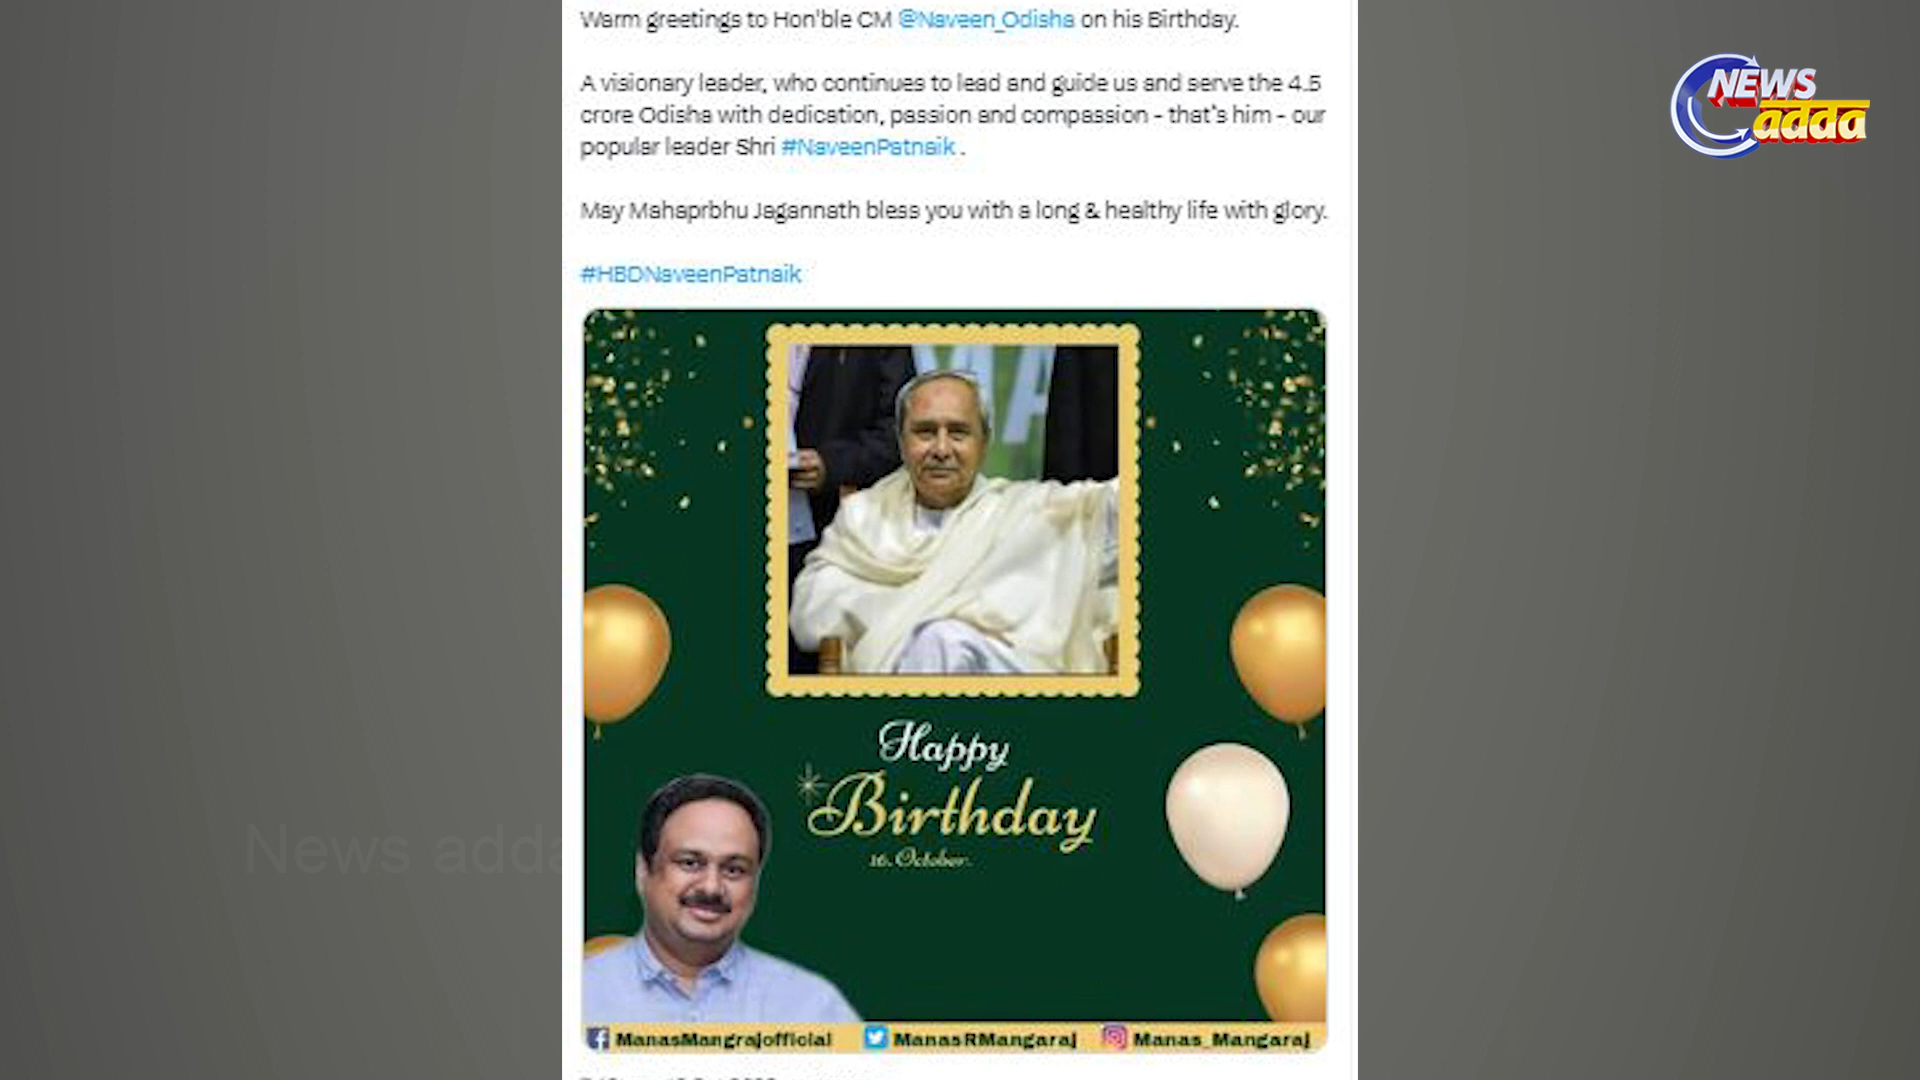 Warm greetings to Hon'ble CM @Naveen_Odisha on his Birthday.
A visionary leader, who continues to lead and guide us and serve the 4.5
crore Odisha with dedication, passion and compassion - that's him - our
popular leader Shri #NaveenPatnaik .
May Mahaprbhu Jagannath bless you with a long & healthy life with glory.
#HBDNaveenPatnaik
NEWS
adda
Happy
Birthday
16. October.
News adda
ManasMangrajofficial ManasRMangaraj Manas_Mangaraj